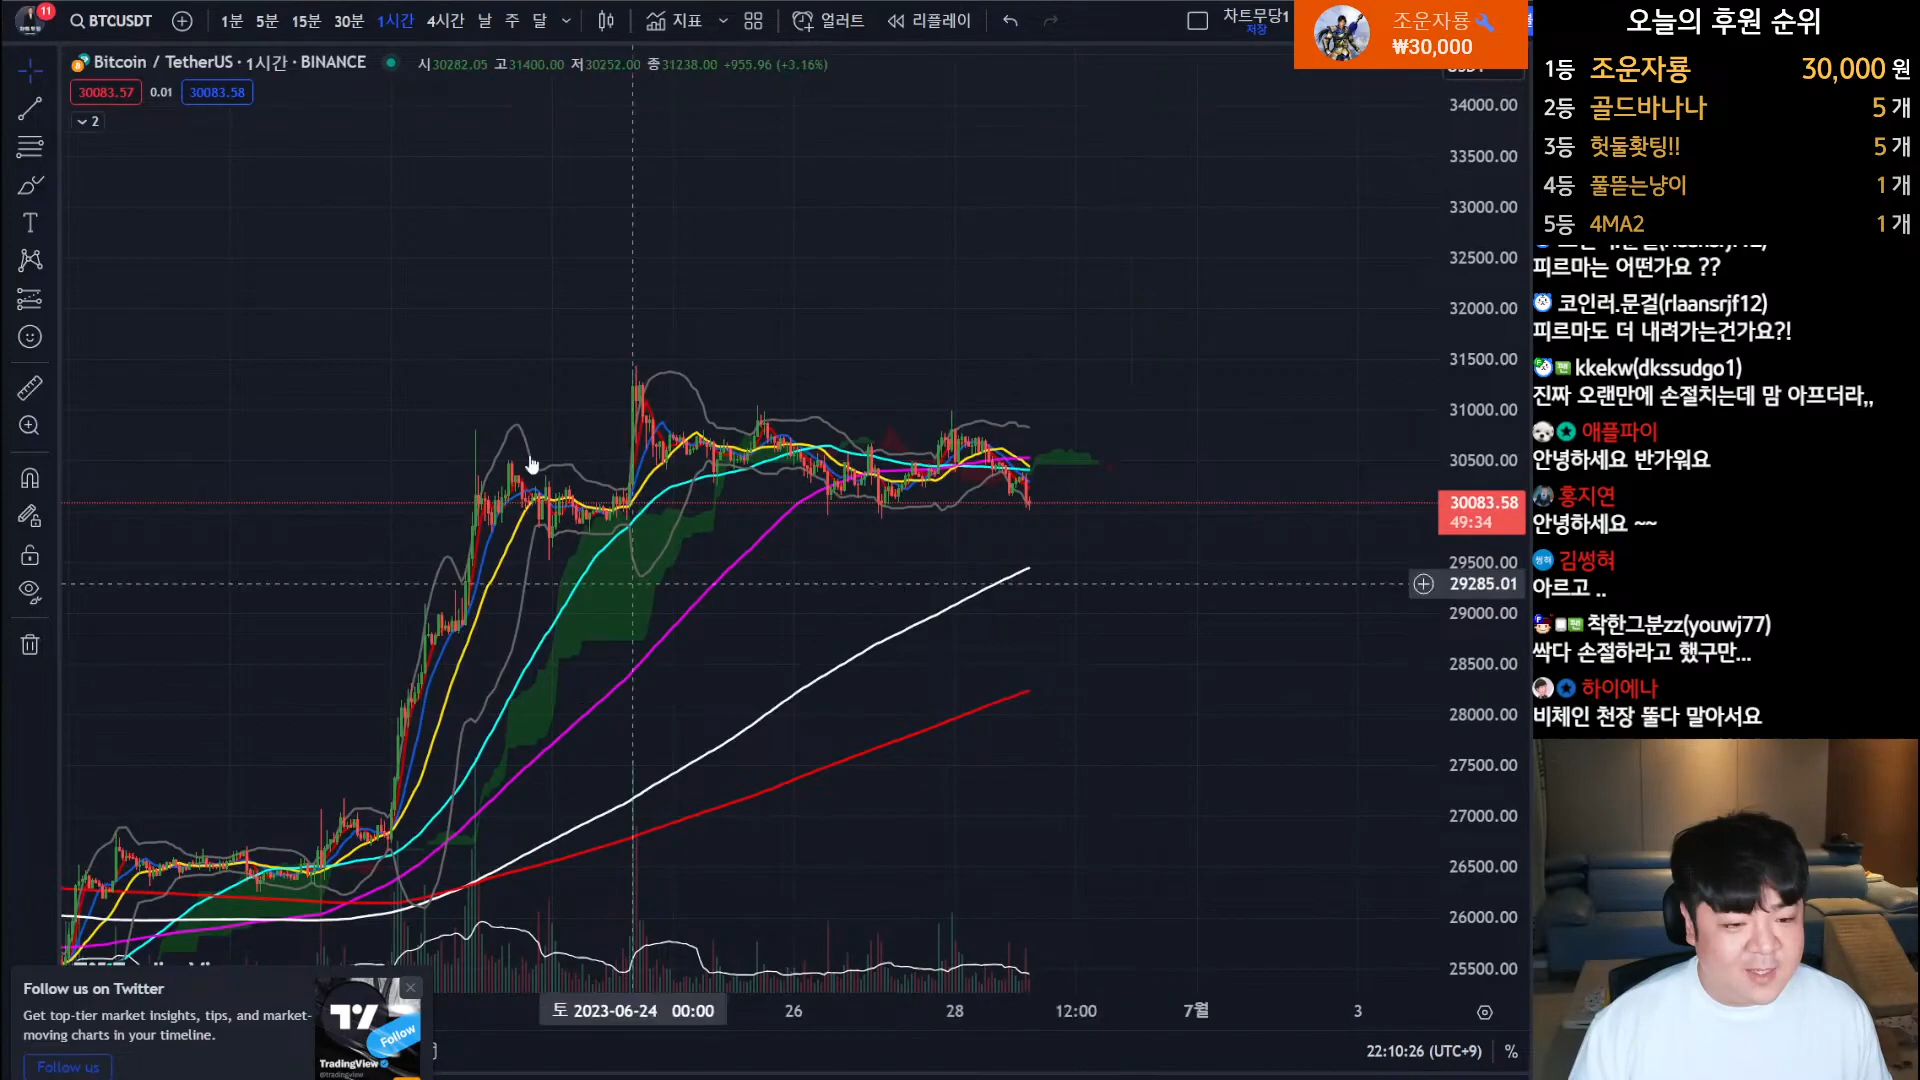 11
BTCUSDT
1분 5분 15분 30분 1시간 4시간 날 주 달
지표
얼러트
리플레이
차트무당1
저장
조운자룡
₩30,000
Bitcoin / TetherUS · 1시간 · BINANCE
시30282.05 고31400.00 저30252.00 종31238.00 +955.96 (+3.16%)
30083.57 0.01 30083.58
2
34000.00
33500.00
33000.00
32500.00
32000.00
31500.00
31000.00
30500.00
30083.58
49:34
29500.00
29285.01
29000.00
28500.00
28000.00
27500.00
27000.00
26500.00
26000.00
25500.00
토 2023-06-24 00:00
26
28
12:00
7월
3
22:10:26 (UTC+9)
%
Follow us on Twitter
Get top-tier market insights, tips, and market-
moving charts in your timeline.
Follow us
Follow
TradingView
@tradingview
오늘의 후원 순위
1등 조운자룡 30,000 원
2등 골드바나나 5 개
3등 헛둘홧팅!! 5 개
4등 풀뜯는냥이 1 개
5등 4MA2 1 개
피르마는 어떤가요 ??
코인러.문걸(rlaansrjf12)
피르마도 더 내려가는건가요?!
kkekw(dkssudgo1)
진짜 오랜만에 손절치는데 맘 아프더라,,
애플파이
안녕하세요 반가워요
홍지연
안녕하세요 ~~
김썽혀
아르고 ..
착한그분zz(youwj77)
싹다 손절하라고 했구만...
하이에나
비체인 천장 뚤다 말아서요